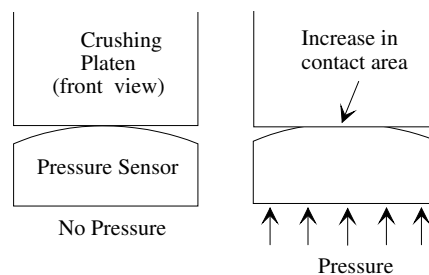 Crushing
Platen
(front view)
Pressure Sensor
No Pressure
Increase in
contact area
Pressure